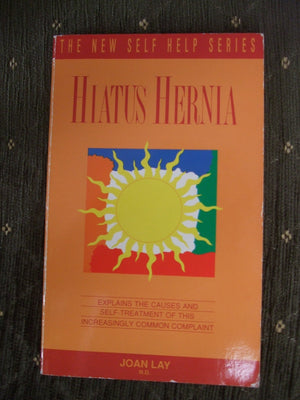 THE NEW SELF HELP SERIES
HIATUS HERNIA
EXPLAINS THE CAUSES AND
SELF-TREATMENT OF THIS
INCREASINGLY COMMON COMPLAINT
JOAN LAY
N.D.